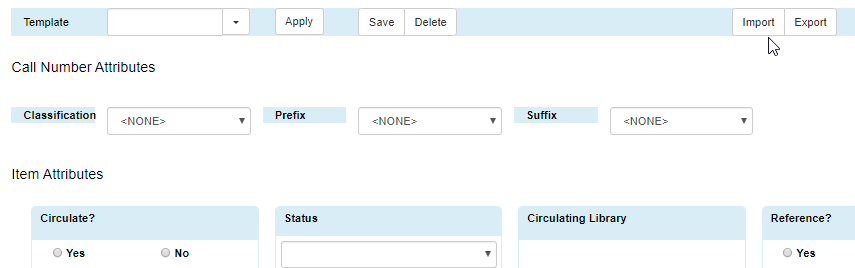 Template Apply Save Delete Import Export
Call Number Attributes
Classification <NONE> Prefix <NONE> Suffix <NONE>
Item Attributes
Circulate? Status Circulating Library Reference?
Yes No Yes